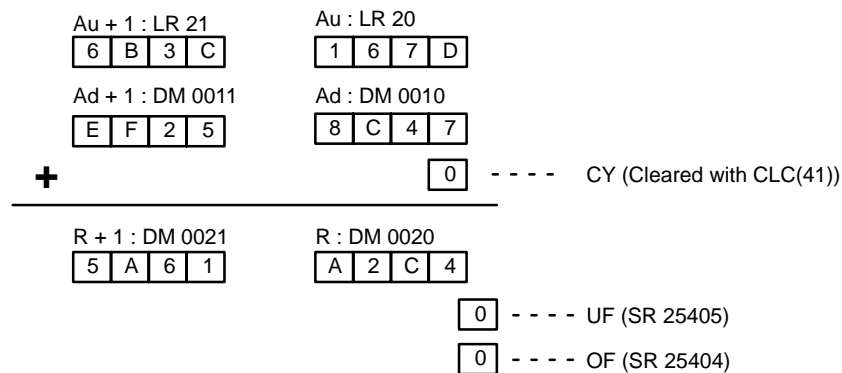 Au + 1 : LR 21 Au : LR 20
6 B 3 C 1 6 7 D
Ad + 1 : DM 0011 Ad : DM 0010
E F 2 5 8 C 4 7
+ 0 - - - - CY (Cleared with CLC(41))
R + 1 : DM 0021 R : DM 0020
5 A 6 1 A 2 C 4
0 - - - - UF (SR 25405)
0 - - - - OF (SR 25404)